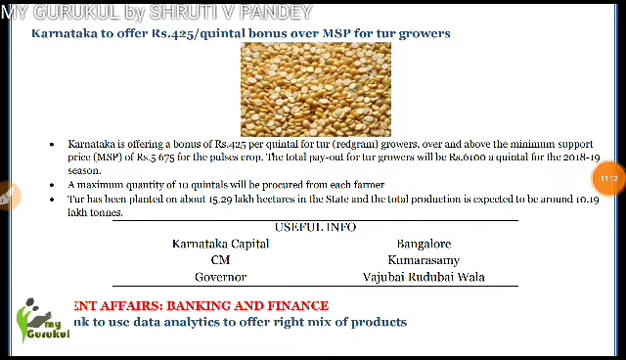 MY GURUKUL by SHRUTI V PANDEY
Karnataka to offer Rs.425/quintal bonus over MSP for tur growers
• Karnataka is offering a bonus of Rs.425 per quintal for tur (redgram) growers, over and above the minimum support
price (MSP) of Rs.5 675 for the pulses crop. The total pay-out for tur growers will be Rs.6100 a quintal for the 2018-19
season.
• A maximum quantity of 10 quintals will be procured from each farmer
• Tur has been planted on about 15.29 lakh hectares in the State and the total production is expected to be around 10.19
lakh tonnes.
11:12
USEFUL INFO
Karnataka Capital Bangalore
CM Kumarasamy
Governor Vajubai Rudubai Wala
ENT AFFAIRS: BANKING AND FINANCE
nk to use data analytics to offer right mix of products
my
Gurukul